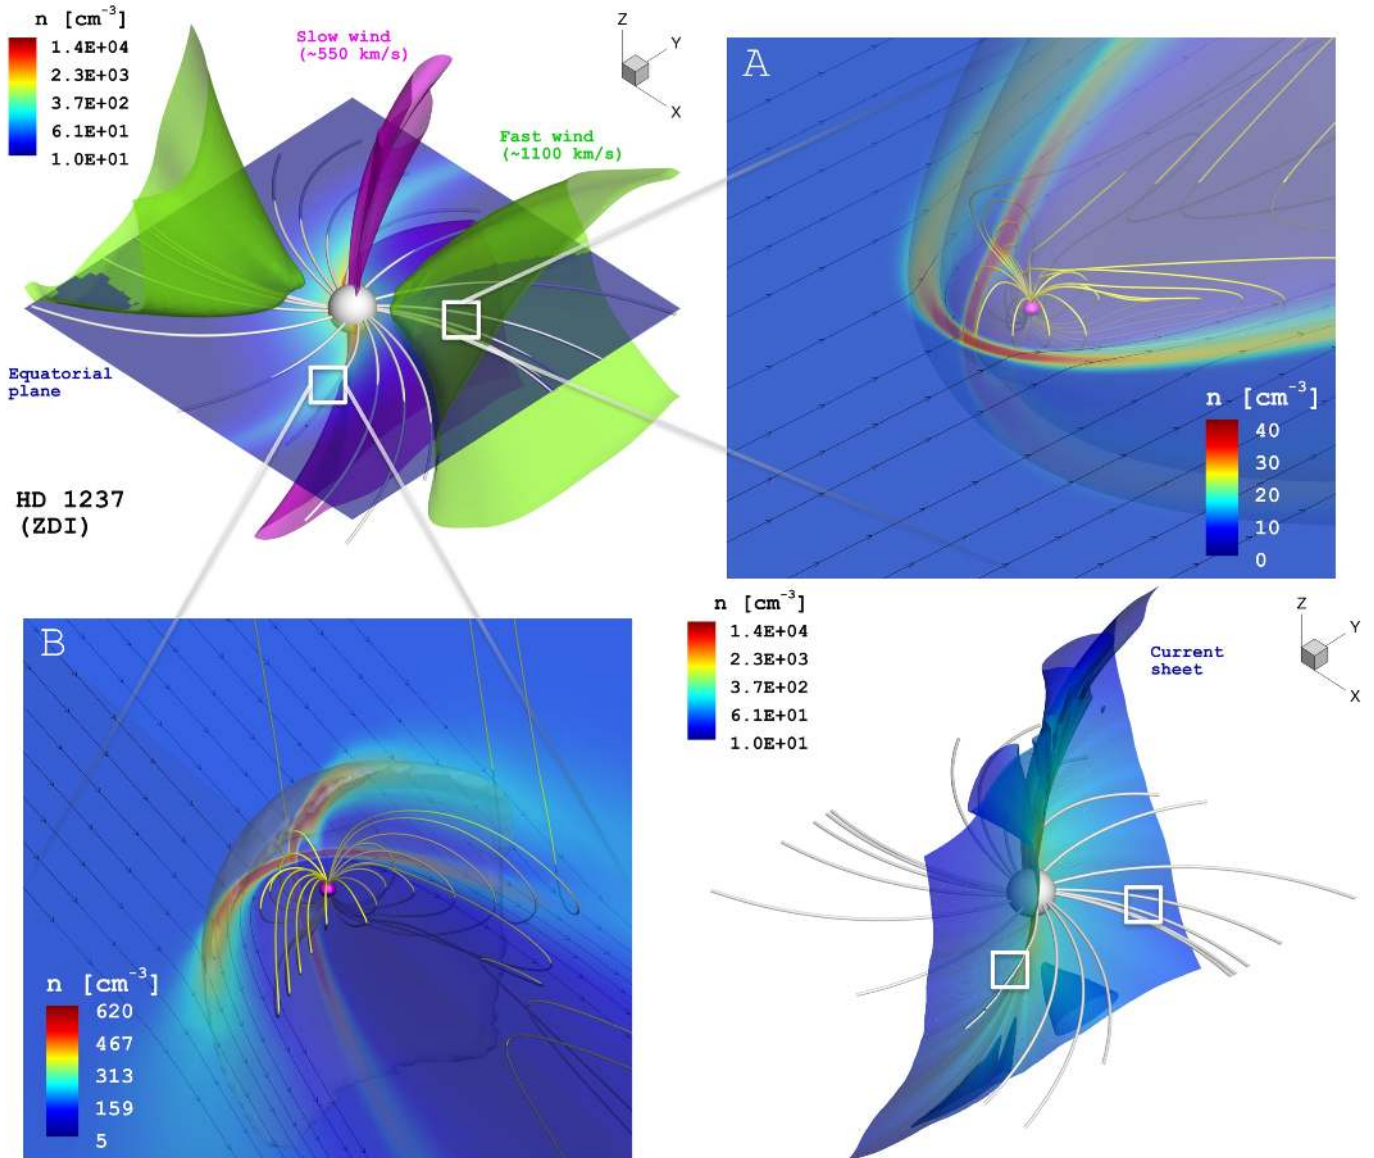 n [cm⁻³]
1.4E+04
2.3E+03
3.7E+02
6.1E+01
1.0E+01
Slow wind
(~550 km/s)
Z
Y
X
Fast wind
(~1100 km/s)
Equatorial
plane
HD 1237
(ZDI)
A
n [cm⁻³]
40
30
20
10
0
B
n [cm⁻³]
620
467
313
159
5
n [cm⁻³]
1.4E+04
2.3E+03
3.7E+02
6.1E+01
1.0E+01
Current
sheet
Z
Y
X